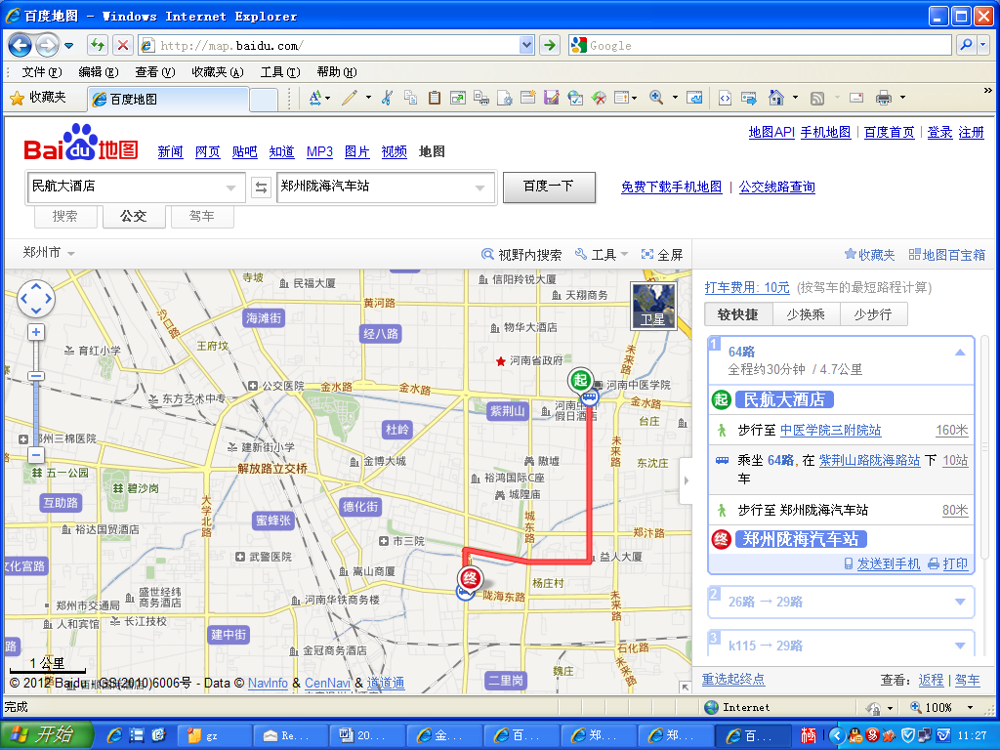 百度地图 - Windows Internet Explorer
http://map.baidu.com/
Google
文件(F) 编辑(E) 查看(V) 收藏夹(A) 工具(T) 帮助(H)
收藏夹 百度地图
地图API 手机地图 | 百度首页 | 登录 注册
Bai du 地图 新闻 网页 贴吧 知道 MP3 图片 视频 地图
民航大酒店 郑州陇海汽车站 百度一下 免费下载手机地图 | 公交线路查询
搜索 公交 驾车
郑州市 视野内搜索 工具 全屏 收藏夹 地图百宝箱
打车费用: 10元 (按驾车的最短路程计算)
较快捷 少换乘 少步行
1 64路
全程约30分钟 / 4.7公里
起 民航大酒店
步行至 中医学院三附院站 160米
乘坐 64路, 在 紫荆山路陇海路站 下车 10站
步行至 郑州陇海汽车站 80米
终 郑州陇海汽车站
发送到手机 打印
2 26路 → 29路
3 k115 → 29路
重选起终点 查看: 返程 | 驾车
寺坡
民福大厦
信阳羚锐大厦
天翔商务
黄河路
沙口路
海滩街
经八路
物华大酒店
卫星
王府坟
育红小学
河南省政府
未来路
公交医院
金水路
金水路
起
河南中医学院
东方艺术中专
紫荆山
金水路
假日酒店
台庄
杜岭
郑州三棉医院
建新街小学
金博大城
敖墟
东沈庄
五一公园
解放路立交桥
碧沙岗
裕鸿国际C座
城隍庙
互助路
大学北路
德化街
未来路
蜜蜂张
城东路
裕达国贸酒店
市三院
郑汴路
文化宫路
武警医院
益人大厦
嵩山商厦
终
杨庄村
盛世经纬
商务酒店
陇海东路
郑州市交通局
河南华铁商务楼
未来路
人和宾馆
长江技校
建中街
路
金冠商务酒店
石化路
魏庄
未来路
二里岗
1 公里
© 2012 Baidu - GS(2010)6006号 - Data © NavInfo & CenNavi & 道道通
完成 Internet 100%
开始 gz Re... 20... 金... 百... 郑... 郑... 百... 11:27